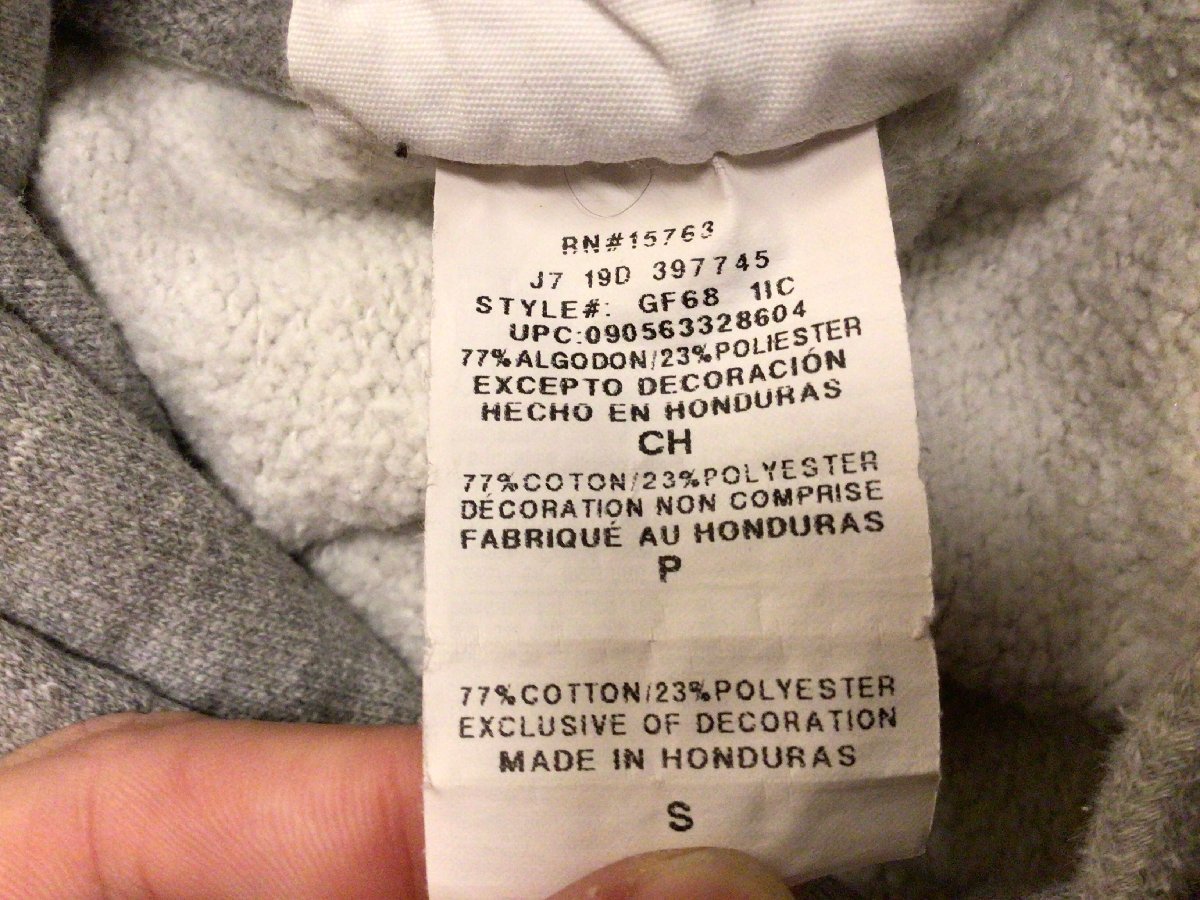 RN#15763
J7 19D 397745
STYLE#: GF68 1IC
UPC:090563328604
77%ALGODON/23%POLIESTER
EXCEPTO DECORACIÓN
HECHO EN HONDURAS
CH
77%COTON/23%POLYESTER
DÉCORATION NON COMPRISE
FABRIQUÉ AU HONDURAS
P
77%COTTON/23%POLYESTER
EXCLUSIVE OF DECORATION
MADE IN HONDURAS
S